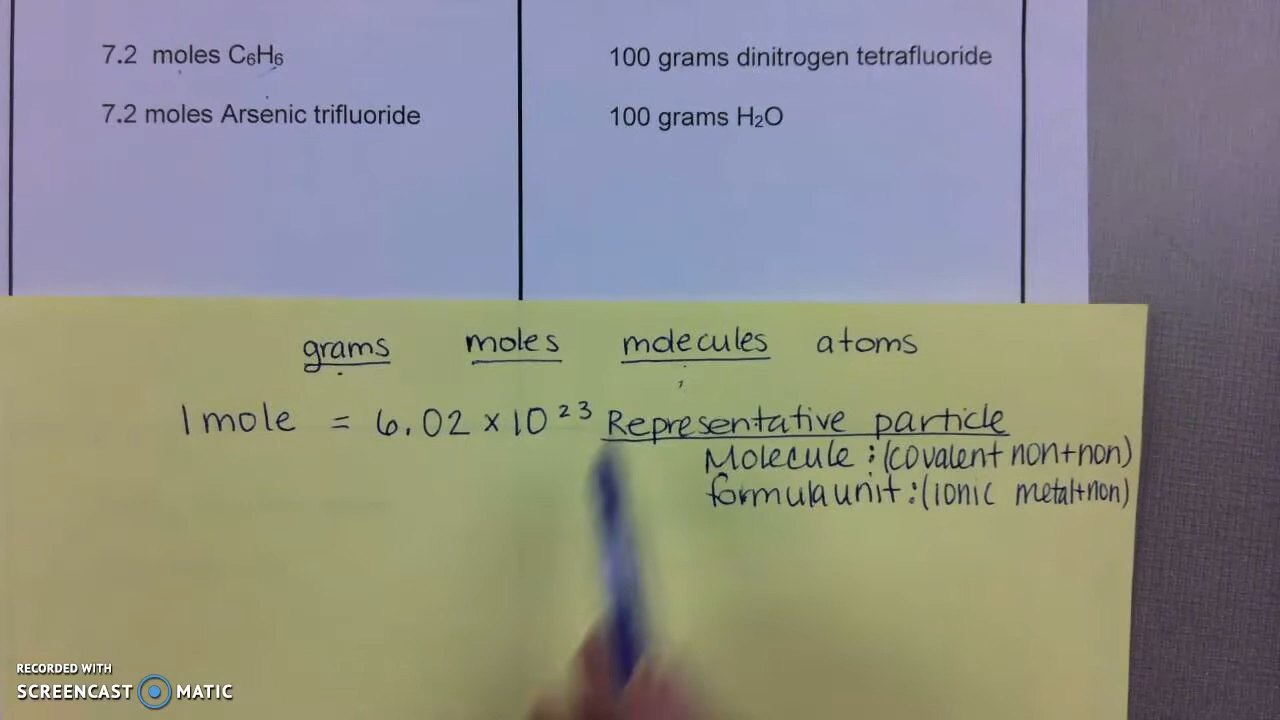 7.2 moles C₆H₆
100 grams dinitrogen tetrafluoride
7.2 moles Arsenic trifluoride
100 grams H₂O
grams moles molecules atoms
1 mole = 6.02 × 10²³ Representative particle
Molecule : (covalent non+non)
formula unit : (ionic metal+non)
RECORDED WITH
SCREENCAST MATIC